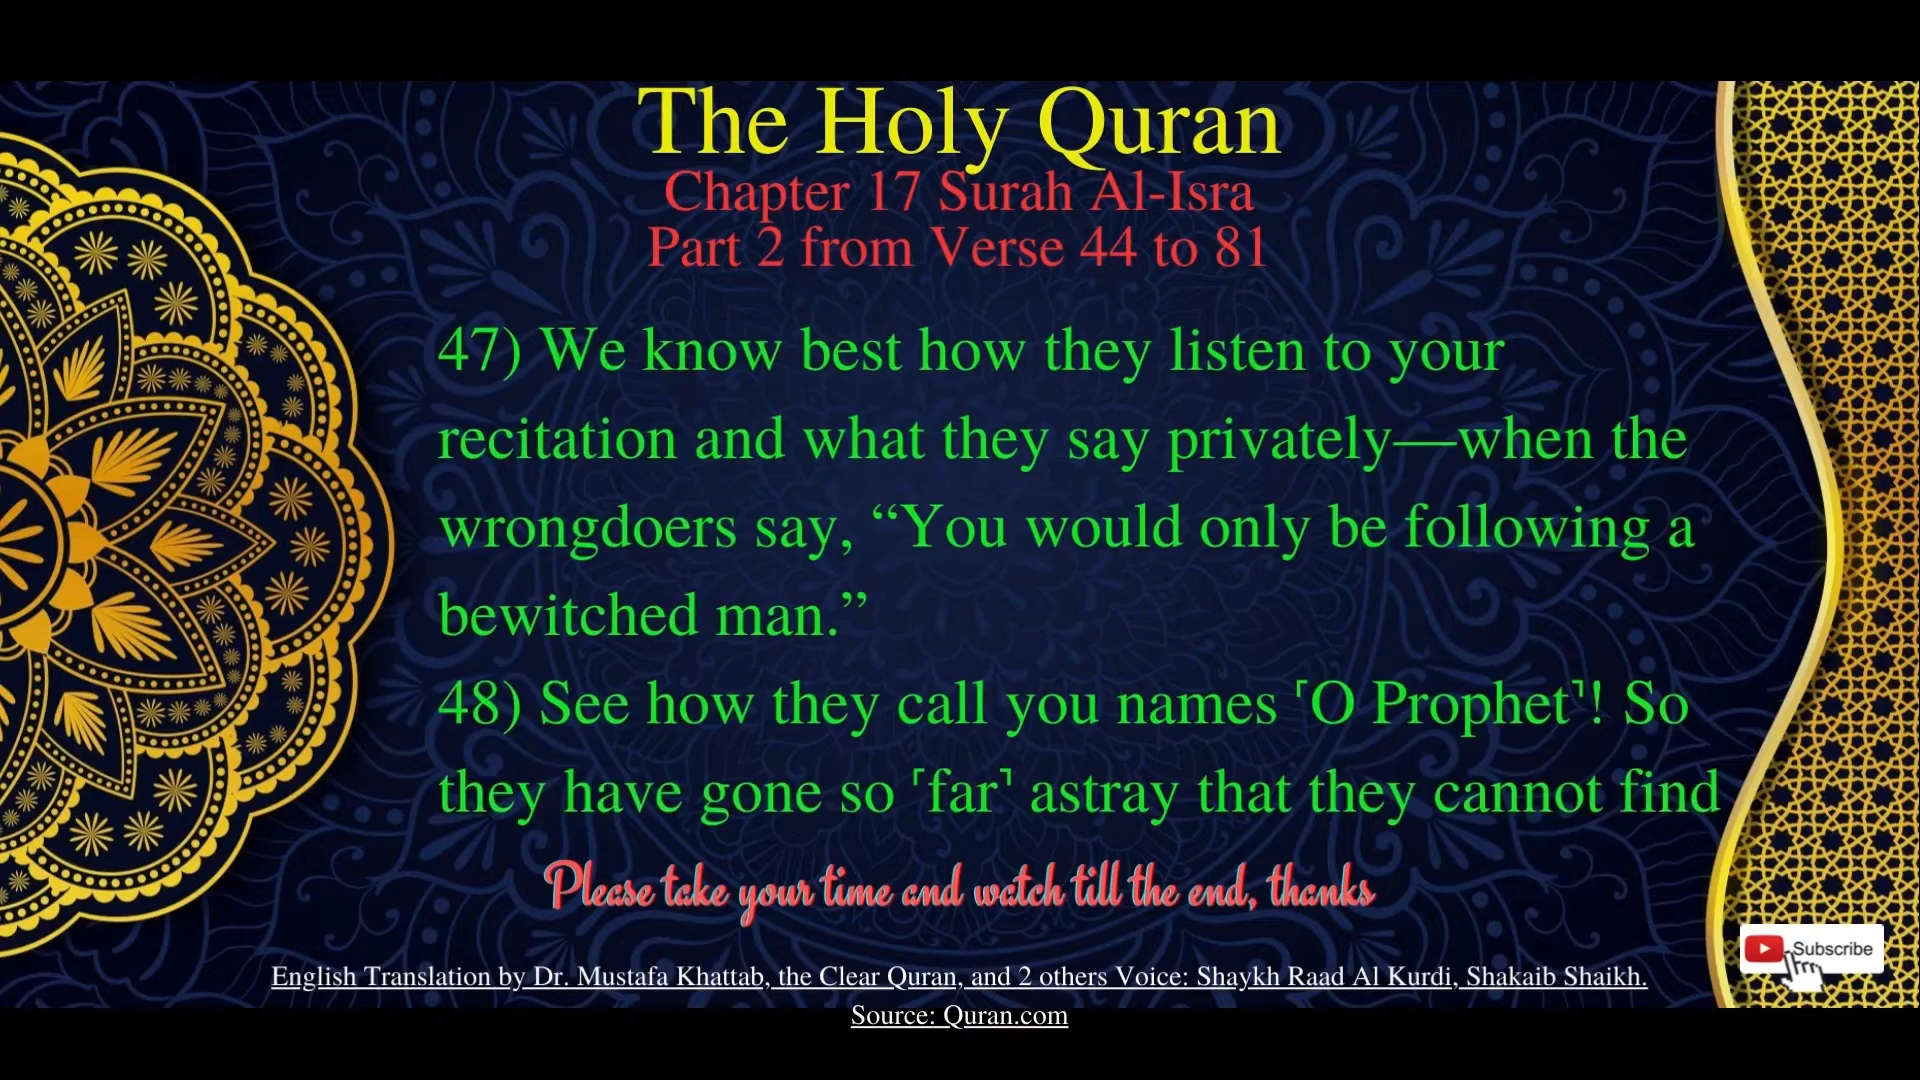 The Holy Quran
Chapter 17 Surah Al-Isra
Part 2 from Verse 44 to 81
47) We know best how they listen to your
recitation and what they say privately—when the
wrongdoers say, “You would only be following a
bewitched man.”
48) See how they call you names ˹O Prophet˺! So
they have gone so ˹far˺ astray that they cannot find
Please take your time and watch till the end, thanks
Subscribe
English Translation by Dr. Mustafa Khattab, the Clear Quran, and 2 others Voice: Shaykh Raad Al Kurdi, Shakaib Shaikh.
Source: Quran.com